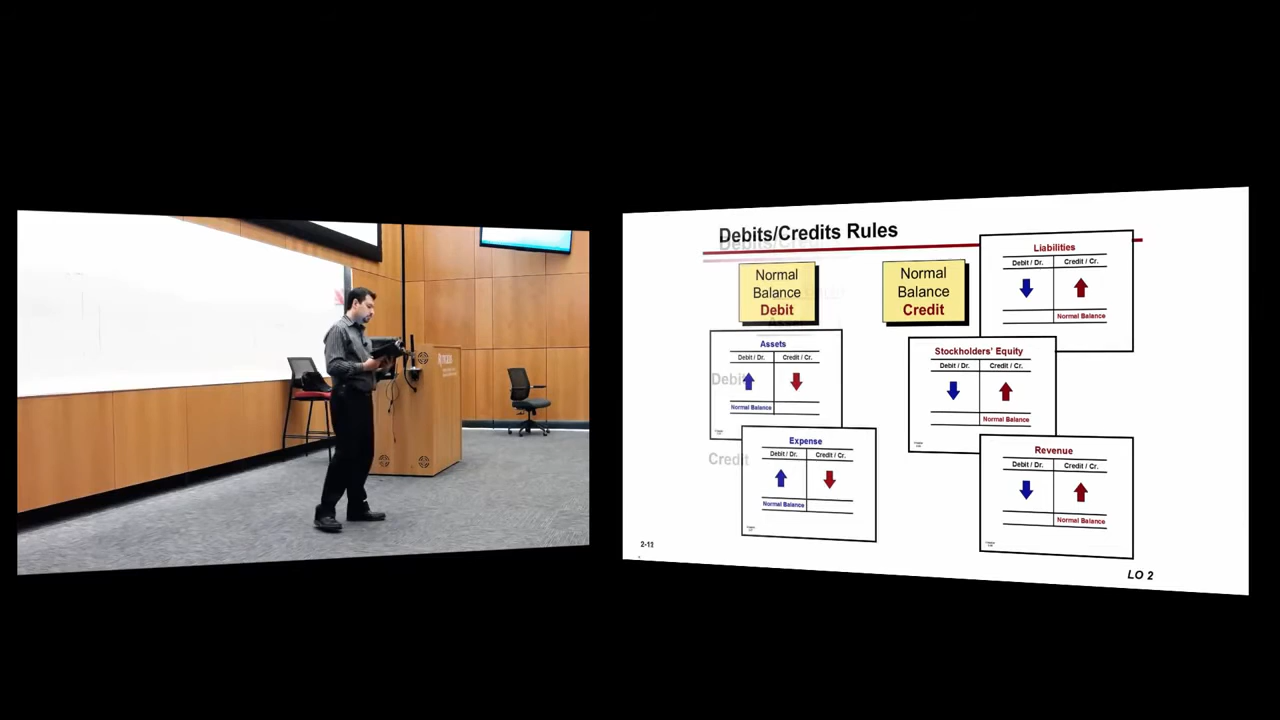 Debits/Credits Rules
Normal
Balance
Debit
Normal
Balance
Credit
Liabilities
Debit / Dr. Credit / Cr.
Normal Balance
Assets
Debit / Dr. Credit / Cr.
Normal Balance
Stockholders' Equity
Debit / Dr. Credit / Cr.
Normal Balance
Expense
Debit / Dr. Credit / Cr.
Normal Balance
Revenue
Debit / Dr. Credit / Cr.
Normal Balance
Debit
Credit
2-12
LO 2